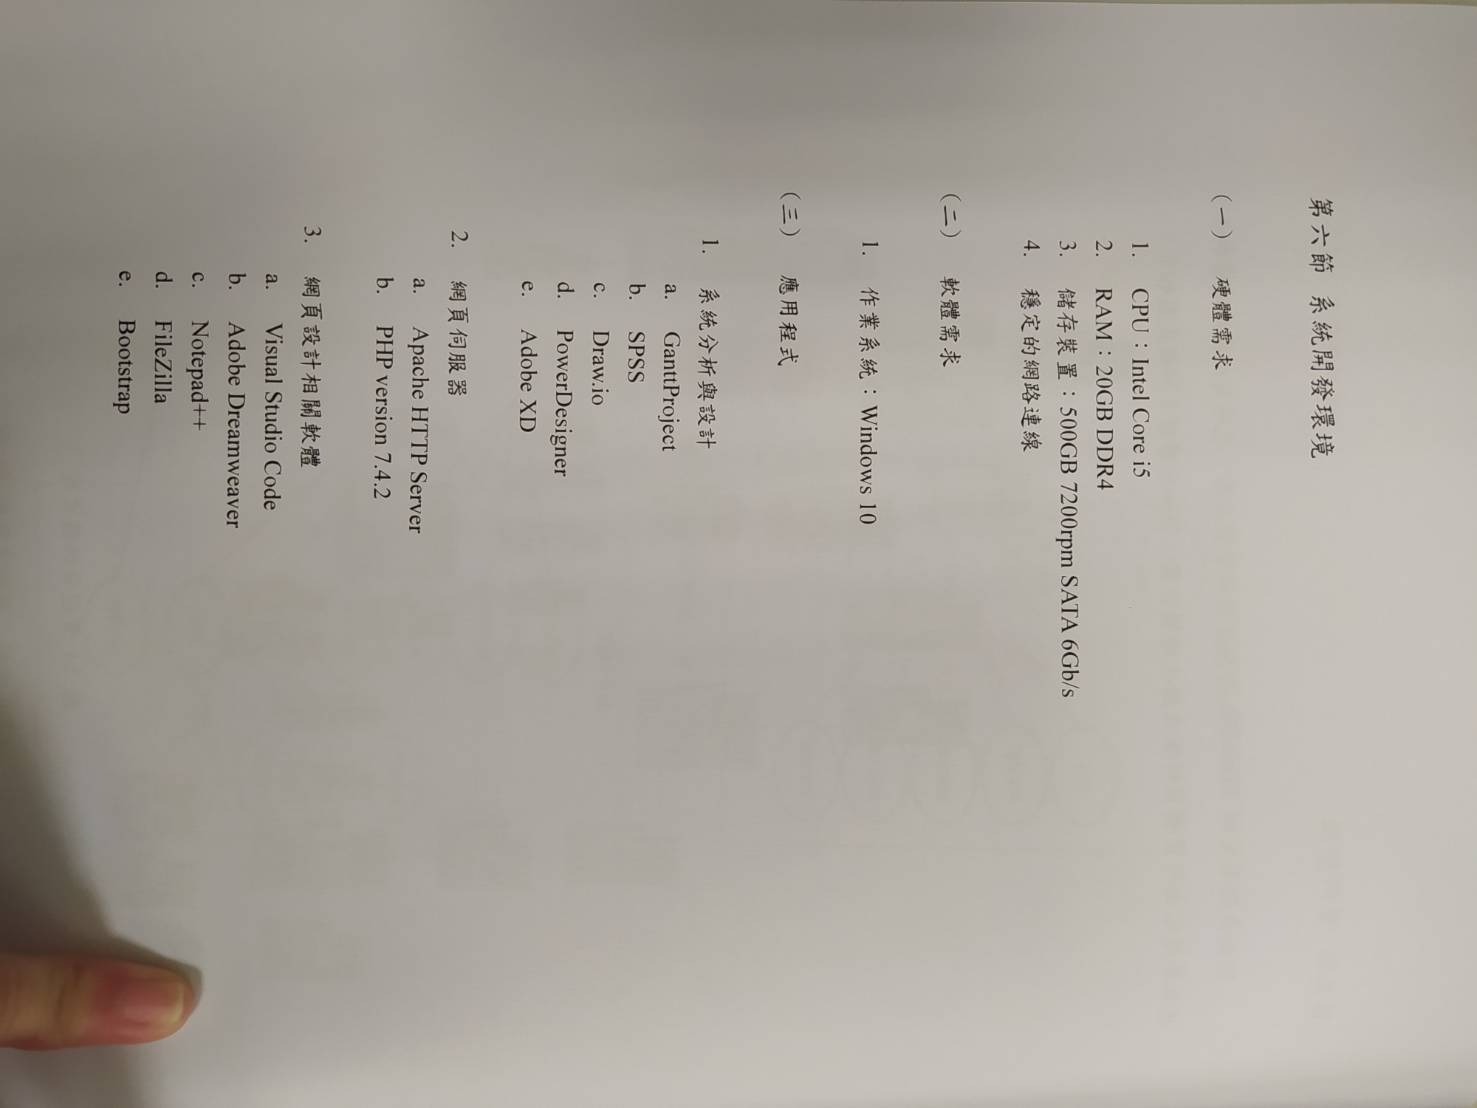 第六節 系統開發環境
（一） 硬體需求
1. CPU：Intel Core i5
2. RAM：20GB DDR4
3. 儲存裝置：500GB 7200rpm SATA 6Gb/s
4. 穩定的網路連線
（二） 軟體需求
1. 作業系統：Windows 10
（三） 應用程式
1. 系統分析與設計
a. GanttProject
b. SPSS
c. Draw.io
d. PowerDesigner
e. Adobe XD
2. 網頁伺服器
a. Apache HTTP Server
b. PHP version 7.4.2
3. 網頁設計相關軟體
a. Visual Studio Code
b. Adobe Dreamweaver
c. Notepad++
d. FileZilla
e. Bootstrap